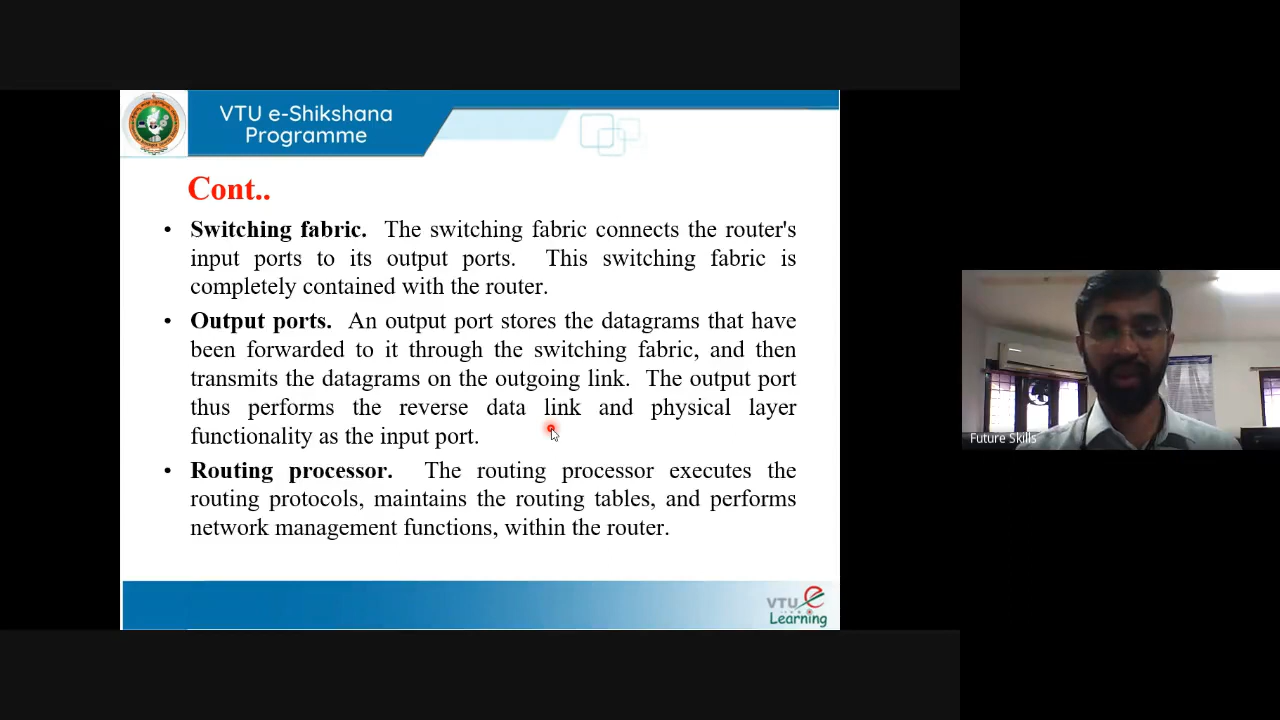 VTU e-Shikshana
Programme
Cont..
• Switching fabric. The switching fabric connects the router's
input ports to its output ports. This switching fabric is
completely contained with the router.
• Output ports. An output port stores the datagrams that have
been forwarded to it through the switching fabric, and then
transmits the datagrams on the outgoing link. The output port
thus performs the reverse data link and physical layer
functionality as the input port.
• Routing processor. The routing processor executes the
routing protocols, maintains the routing tables, and performs
network management functions, within the router.
Future Skills
VTU e
Learning